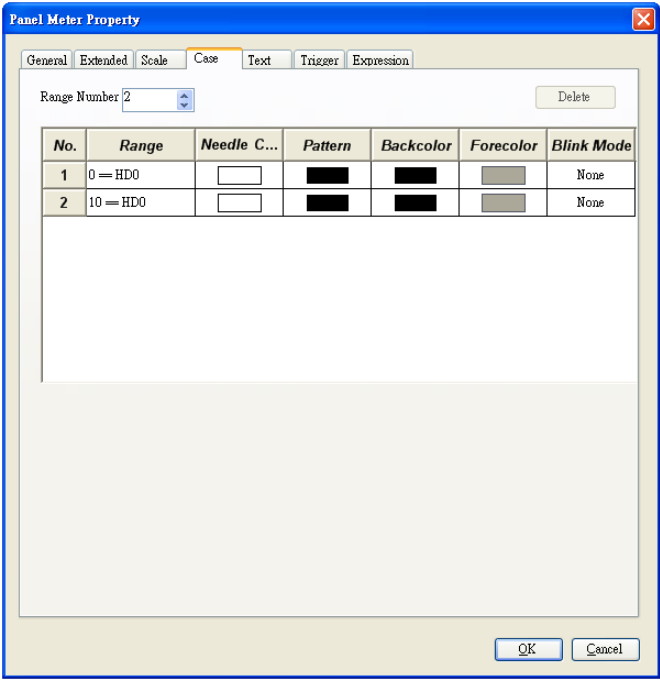 Panel Meter Property
General Extended Scale Case Text Trigger Expression
Range Number 2 Delete
No. Range Needle C... Pattern Backcolor Forecolor Blink Mode
1 0 == HD0 None
2 10 == HD0 None
OK Cancel